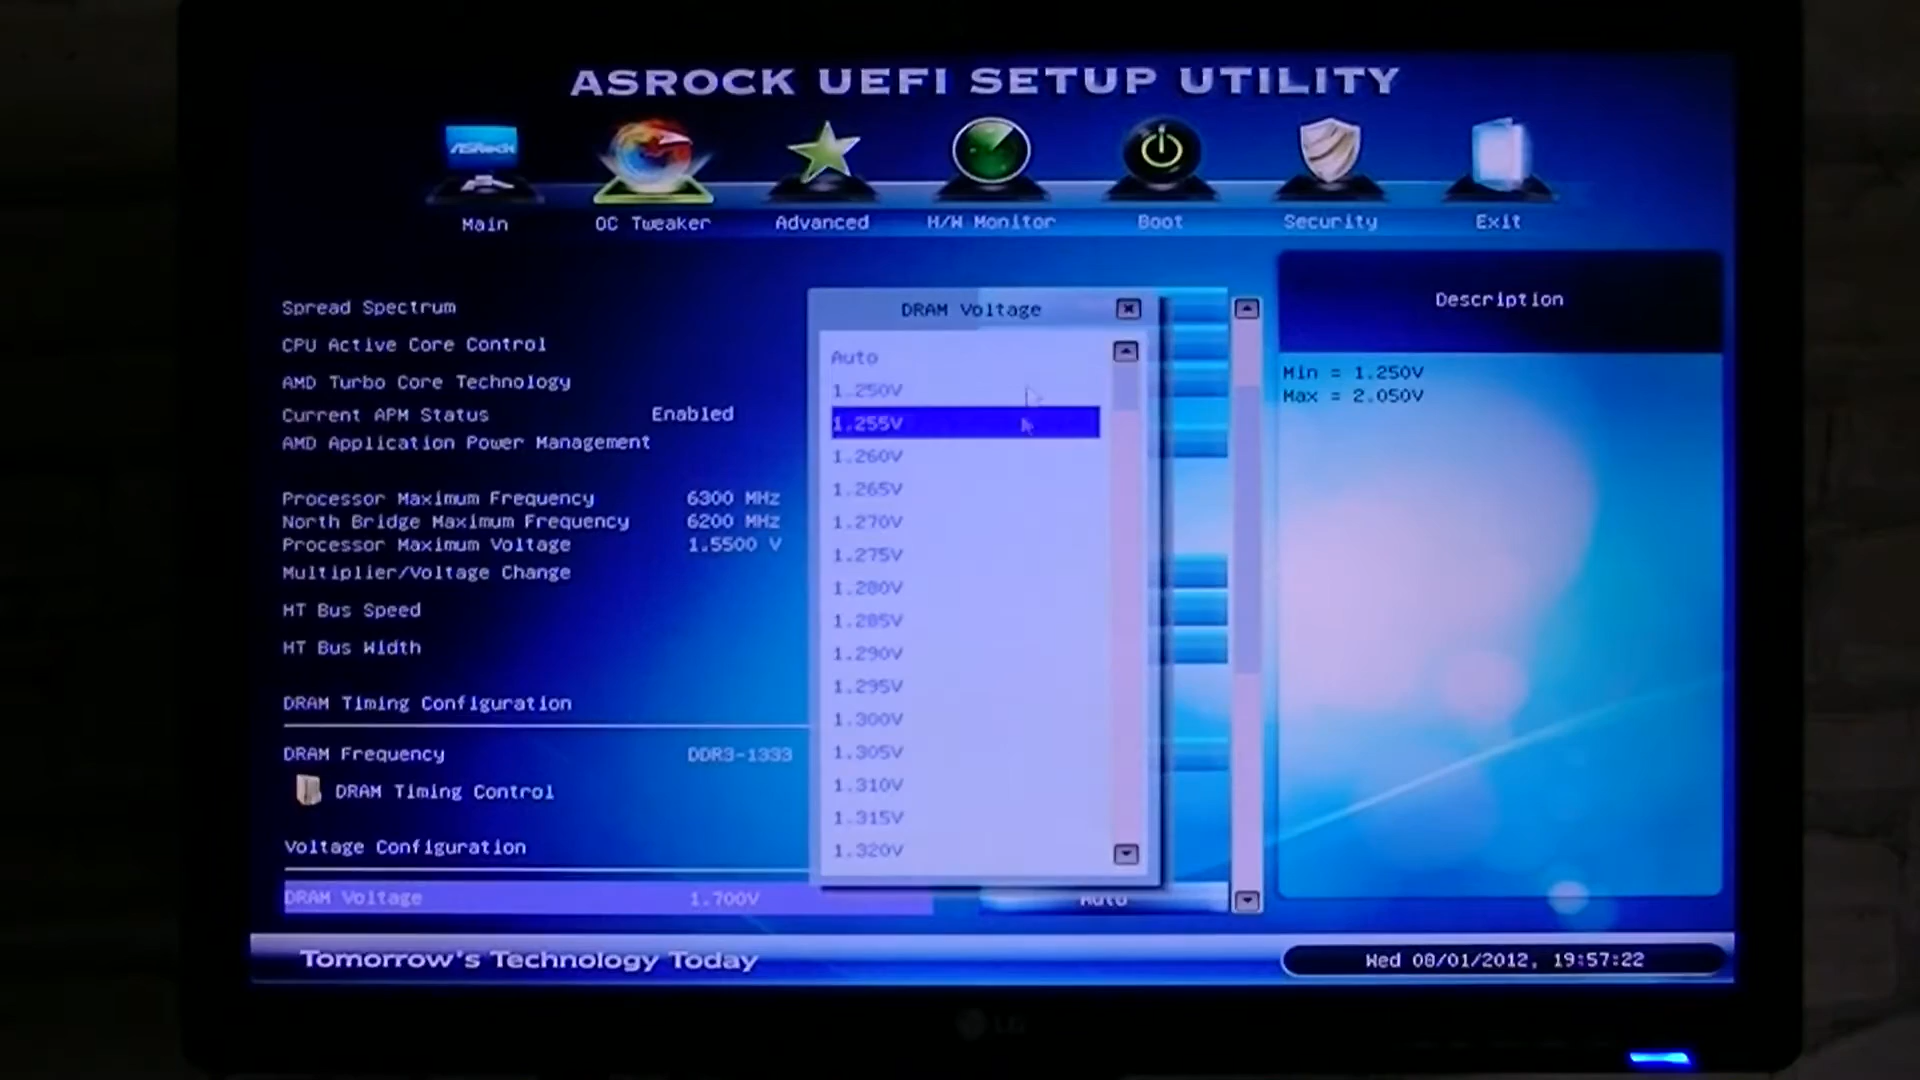 ASROCK UEFI SETUP UTILITY
ASRock
Main
OC Tweaker
Advanced
H/W Monitor
Boot
Security
Exit
Spread Spectrum
CPU Active Core Control
AMD Turbo Core Technology
Current APM Status Enabled
AMD Application Power Management
Processor Maximum Frequency 6300 MHz
North Bridge Maximum Frequency 6200 MHz
Processor Maximum Voltage 1.5500 V
Multiplier/Voltage Change
HT Bus Speed
HT Bus Width
DRAM Timing Configuration
DRAM Frequency DDR3-1333
DRAM Timing Control
Voltage Configuration
DRAM Voltage 1.700V Auto
DRAM Voltage
Auto
1.250V
1.255V
1.260V
1.265V
1.270V
1.275V
1.280V
1.285V
1.290V
1.295V
1.300V
1.305V
1.310V
1.315V
1.320V
Description
Min = 1.250V
Max = 2.050V
Tomorrow's Technology Today
Wed 08/01/2012, 19:57:22
LG